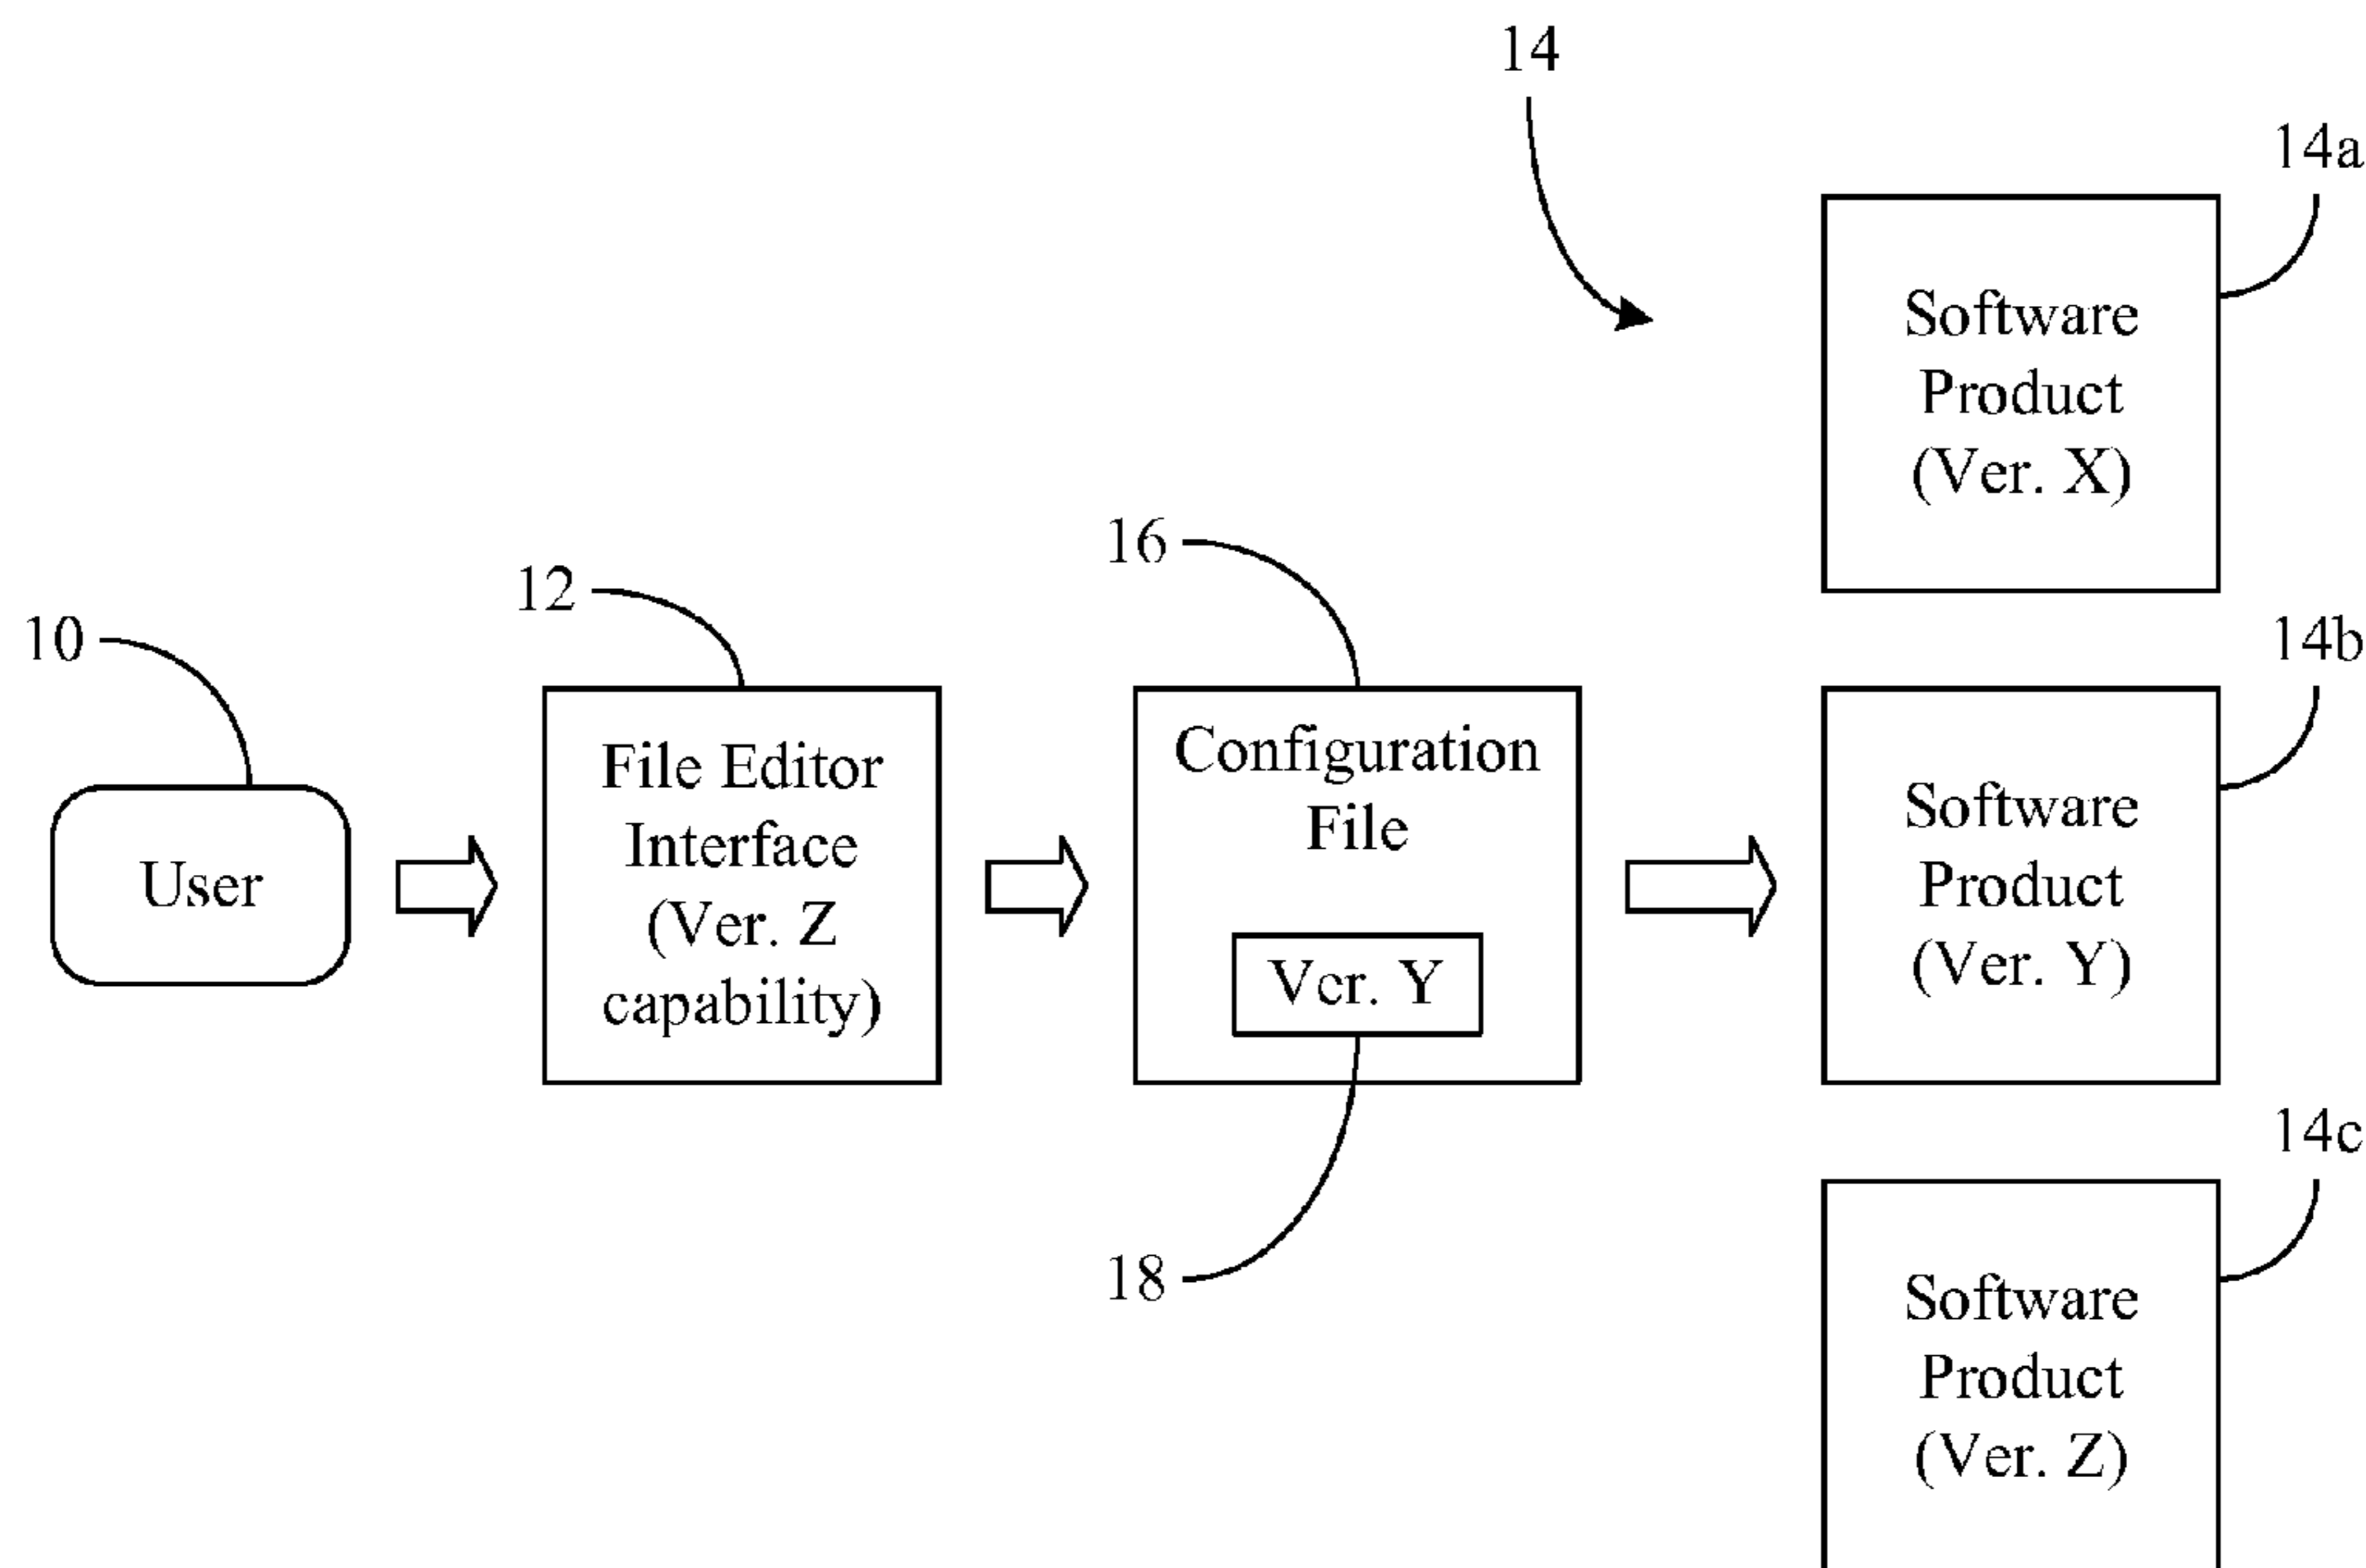 14
14a
Software
Product
(Ver. X)
16
12
10
14b
File Editor
Interface
(Ver. Z
capability)
Configuration
File
Ver. Y
User
Software
Product
(Ver. Y)
14c
18
Software
Product
(Ver. Z)